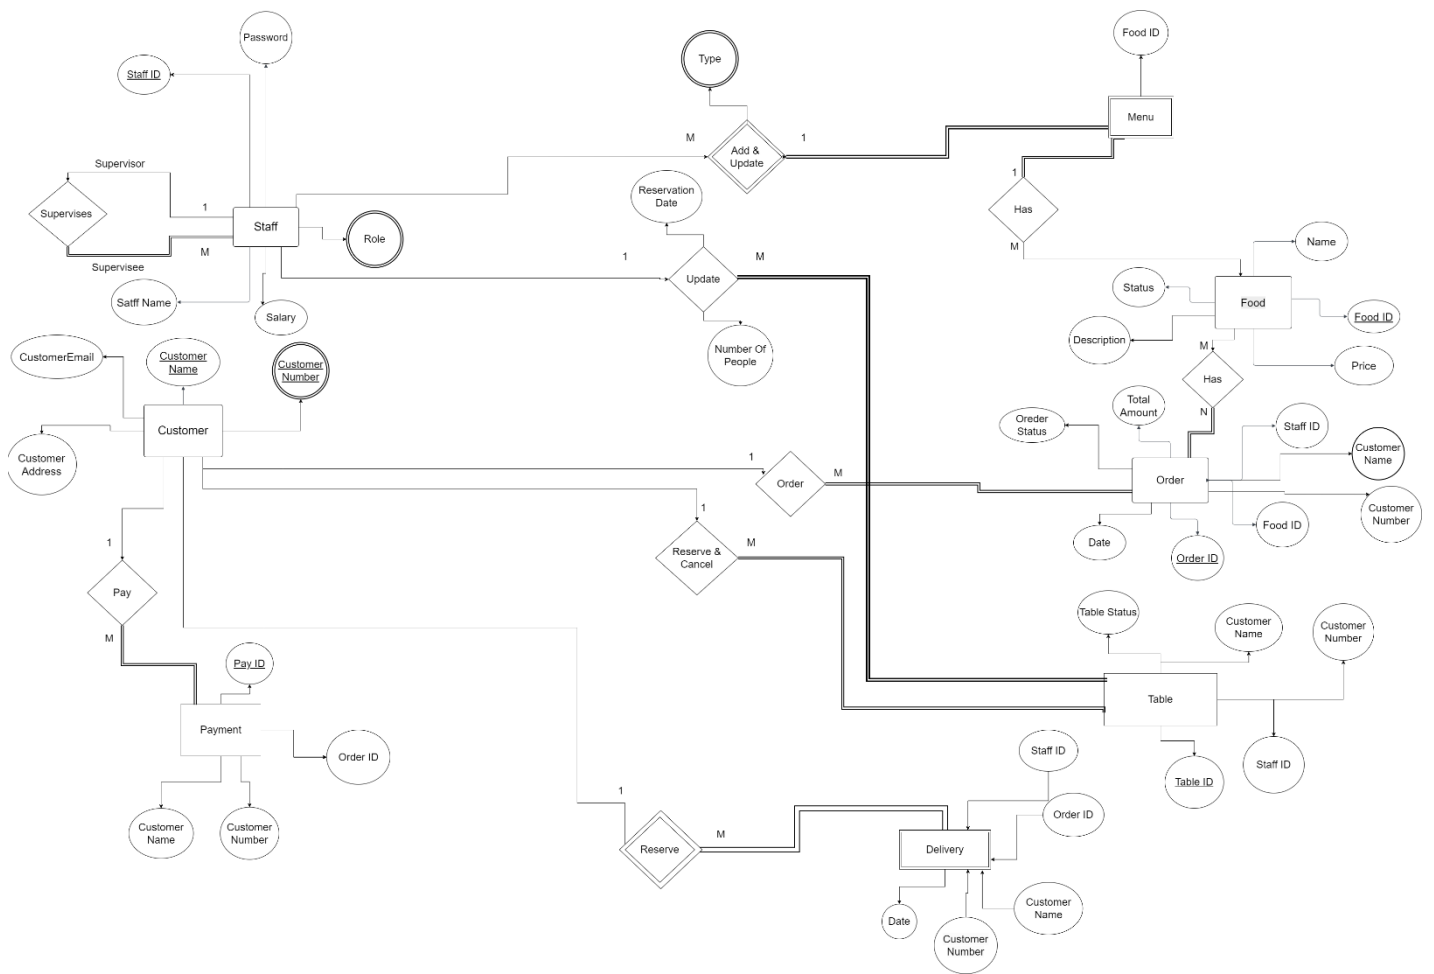 Password
Staff ID
Type
Food ID
Menu
M
1
Add &
Update
Supervisor
Supervises
1
Staff
M
Supervisee
Role
Reservation
Date
1
Update
M
1
Has
M
Satff Name
Salary
Name
Status
Food
Food ID
Description
Price
Number Of
People
CustomerEmail
Customer
Name
Customer
Number
Customer
Customer
Address
M
Has
N
Total
Amount
Oreder
Status
Staff ID
Customer
Name
1
Order
M
Order
Customer
Number
Food ID
Date
Order ID
1
Reserve &
Cancel
M
1
Pay
M
Pay ID
Payment
Order ID
Customer
Name
Customer
Number
Table Status
Customer
Name
Customer
Number
Table
Staff ID
Table ID
1
Reserve
M
Staff ID
Order ID
Delivery
Date
Customer
Name
Customer
Number